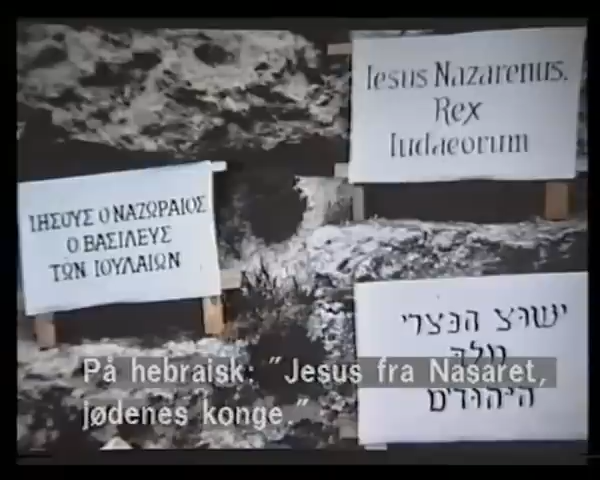 Iesus Nazarenus.
Rex
Iudaeorum
ΙΗΣΟΥΣ Ο ΝΑΖΩΡΑΙΟΣ
Ο ΒΑΣΙΛΕΥΣ
ΤΩΝ ΙΟΥΛΑΙΩΝ
ישוע הנצרי
מלך
היהודים
På hebraisk: "Jesus fra Nasaret,
jødenes konge."